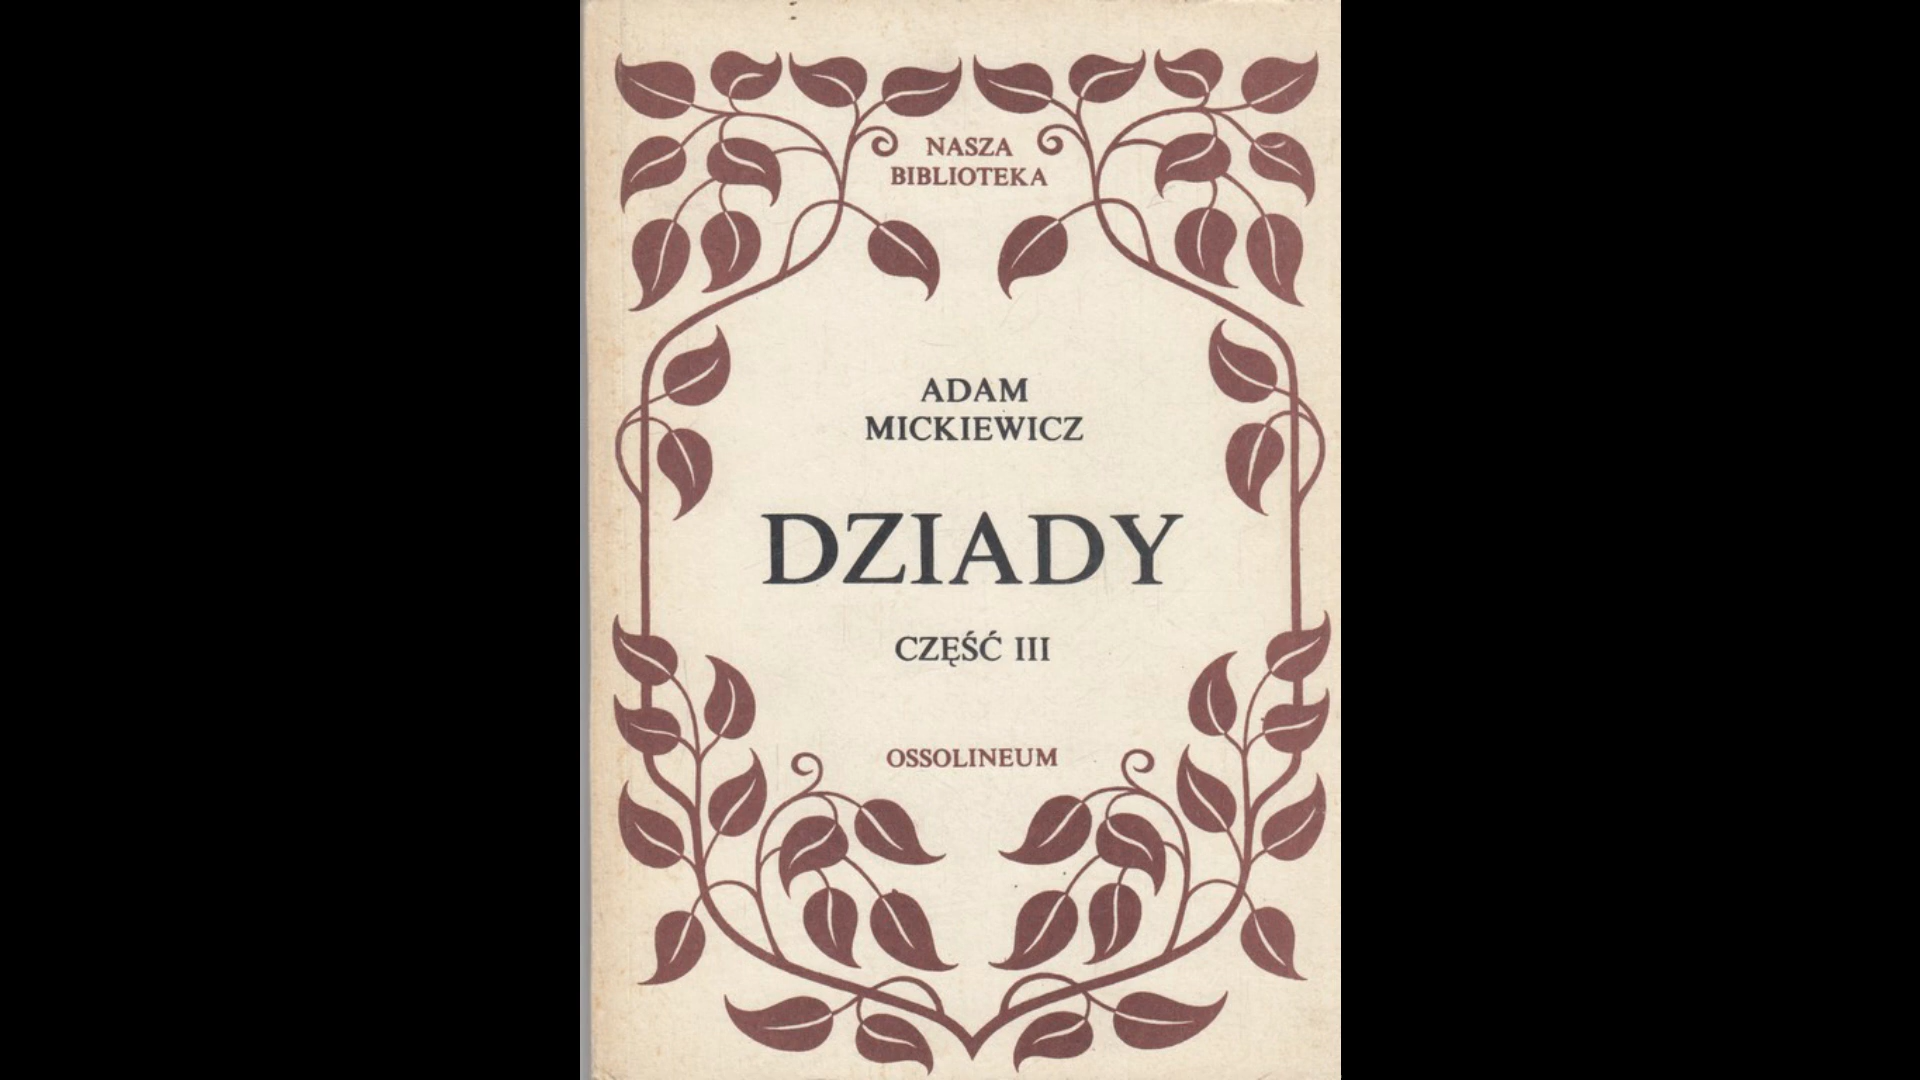 NASZA
BIBLIOTEKA
ADAM
MICKIEWICZ
DZIADY
CZĘŚĆ III
OSSOLINEUM